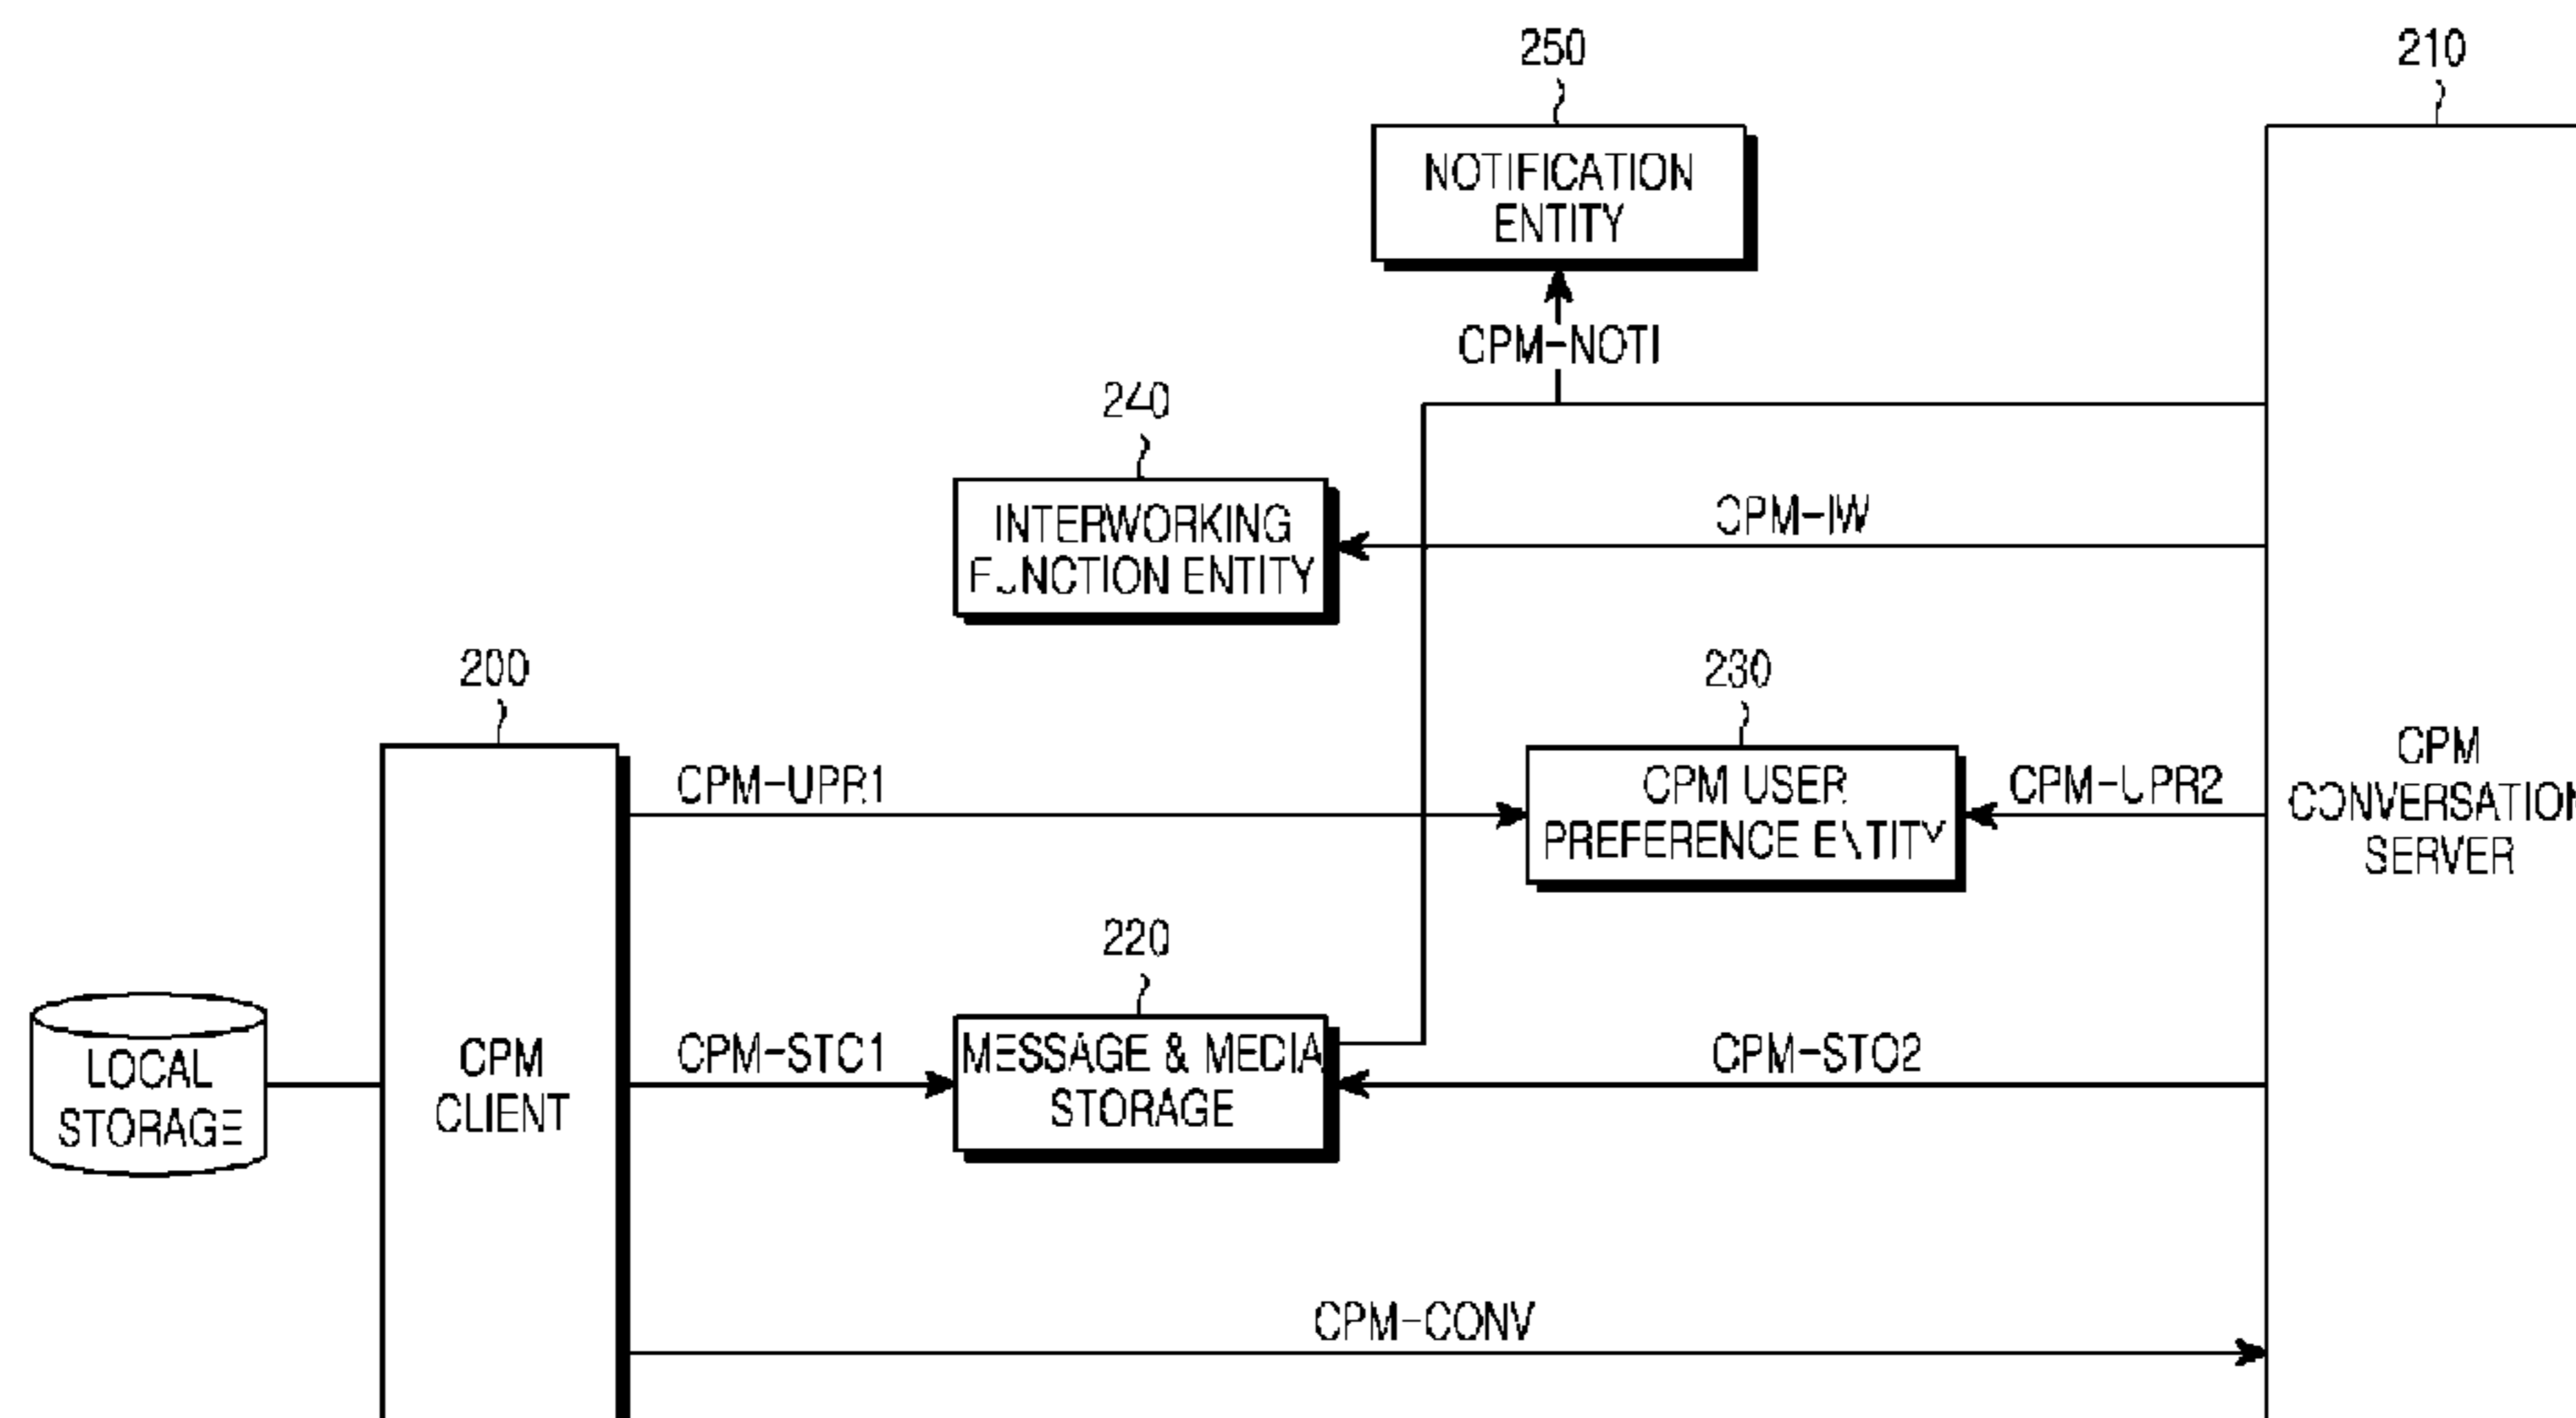 250
210
NOTIFICATION
ENTITY
CPM-NOTI
240
INTERWORKING
FUNCTION ENTITY
CPM-IW
200
230
CPM-UPR1
CPM USER
PREFERENCE ENTITY
CPM-UPR2
CPM
CONVERSATION
SERVER
220
LOCAL
STORAGE
CPM
CLIENT
CPM-STO1
MESSAGE & MEDIA
STORAGE
CPM-STO2
CPM-CONV